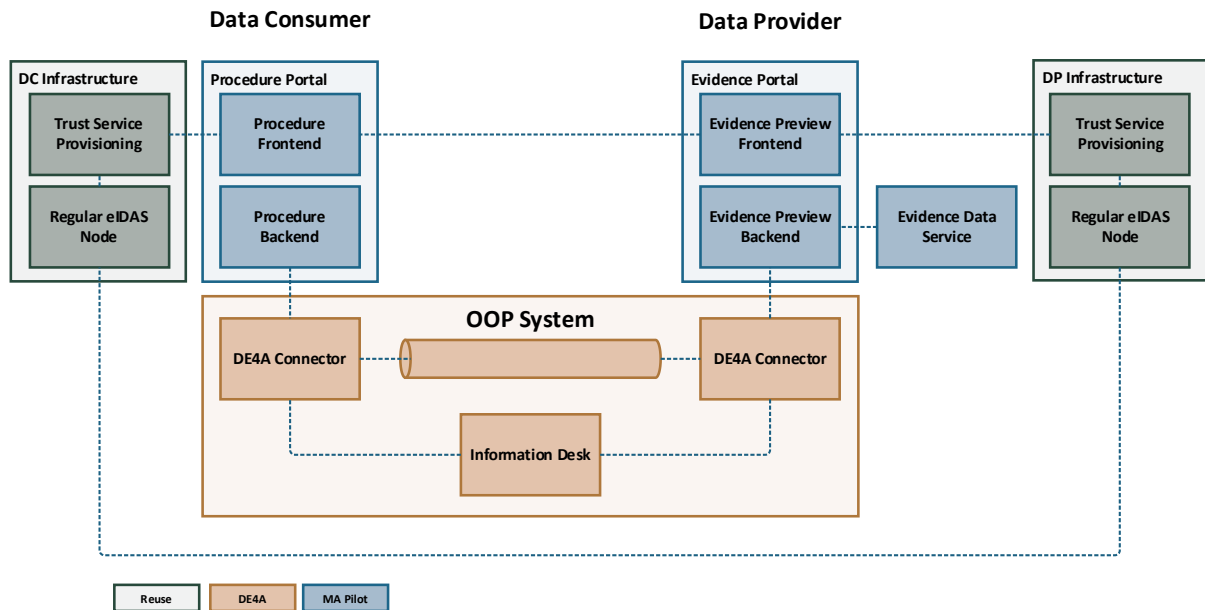 Data Consumer
Data Provider
DC Infrastructure
Procedure Portal
Evidence Portal
DP Infrastructure
Trust Service
Provisioning
Procedure
Frontend
Evidence Preview
Frontend
Trust Service
Provisioning
Regular eIDAS
Node
Procedure
Backend
Evidence Preview
Backend
Evidence Data
Service
Regular eIDAS
Node
OOP System
DE4A Connector
DE4A Connector
Information Desk
Reuse
DE4A
MA Pilot